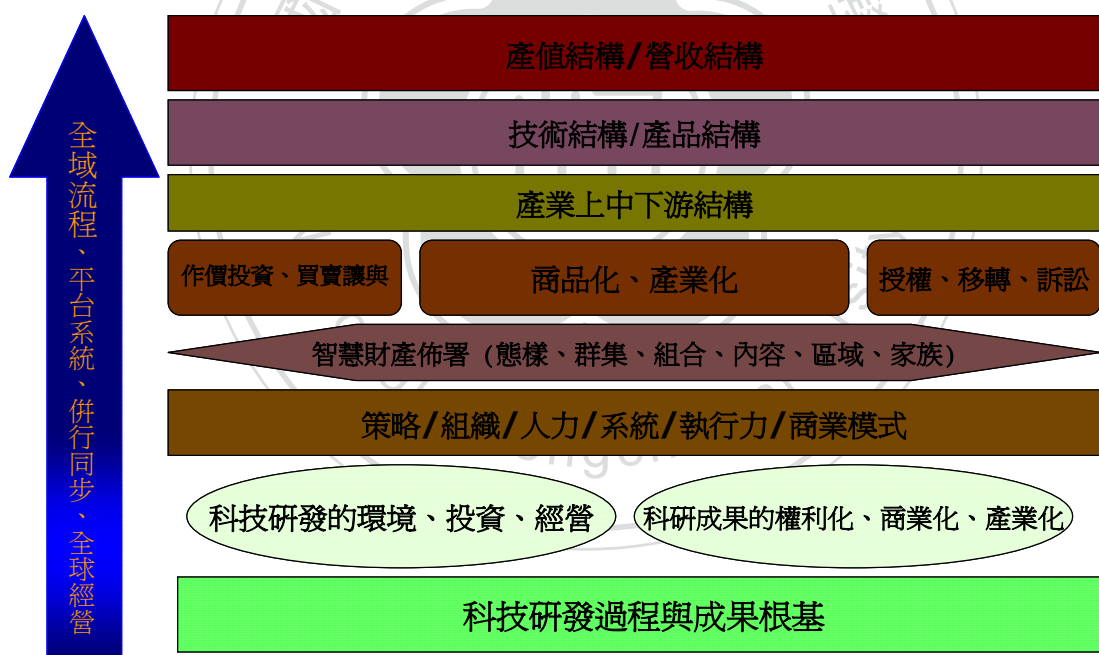 產值結構/營收結構
技術結構/產品結構
產業上中下游結構
作價投資、買賣讓與
商品化、產業化
授權、移轉、訴訟
智慧財產佈署 (態樣、群集、組合、內容、區域、家族)
策略/組織/人力/系統/執行力/商業模式
科技研發的環境、投資、經營
科研成果的權利化、商業化、產業化
科技研發過程與成果根基
全域流程、平台系統、併行同步、全球經營